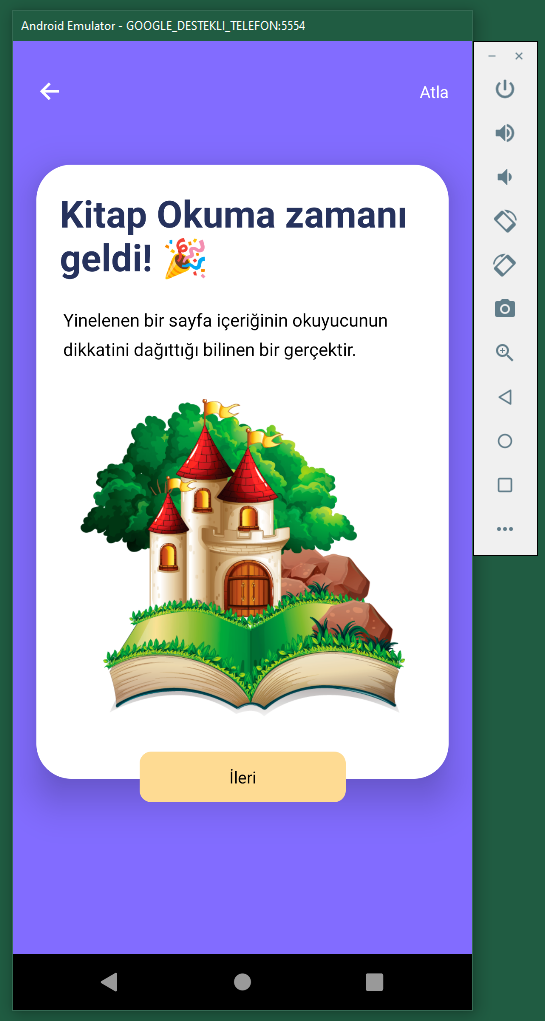 Android Emulator - GOOGLE_DESTEKLI_TELEFON:5554
Atla
Kitap Okuma zamanı
geldi! 🎉
Yinelenen bir sayfa içeriğinin okuyucunun
dikkatini dağıttığı bilinen bir gerçektir.
İleri